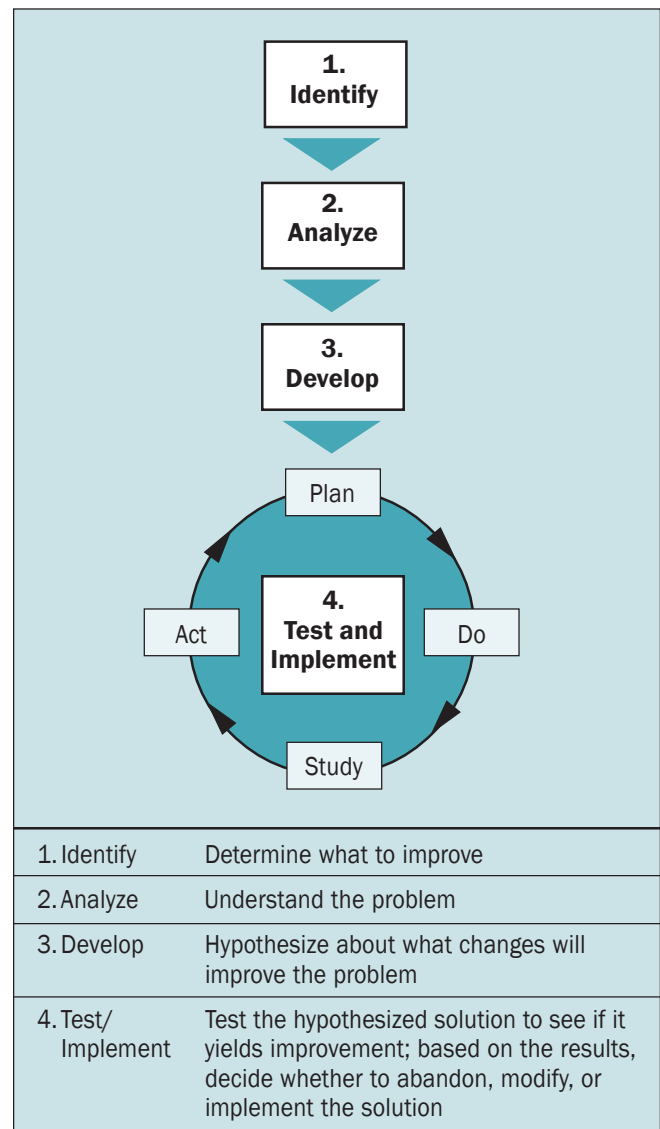 1.
Identify
2.
Analyze
3.
Develop
Plan
Act
4.
Test and
Implement
Do
Study
1. Identify Determine what to improve
2. Analyze Understand the problem
3. Develop Hypothesize about what changes will
improve the problem
4. Test/ Test the hypothesized solution to see if it
Implement yields improvement; based on the results,
decide whether to abandon, modify, or
implement the solution